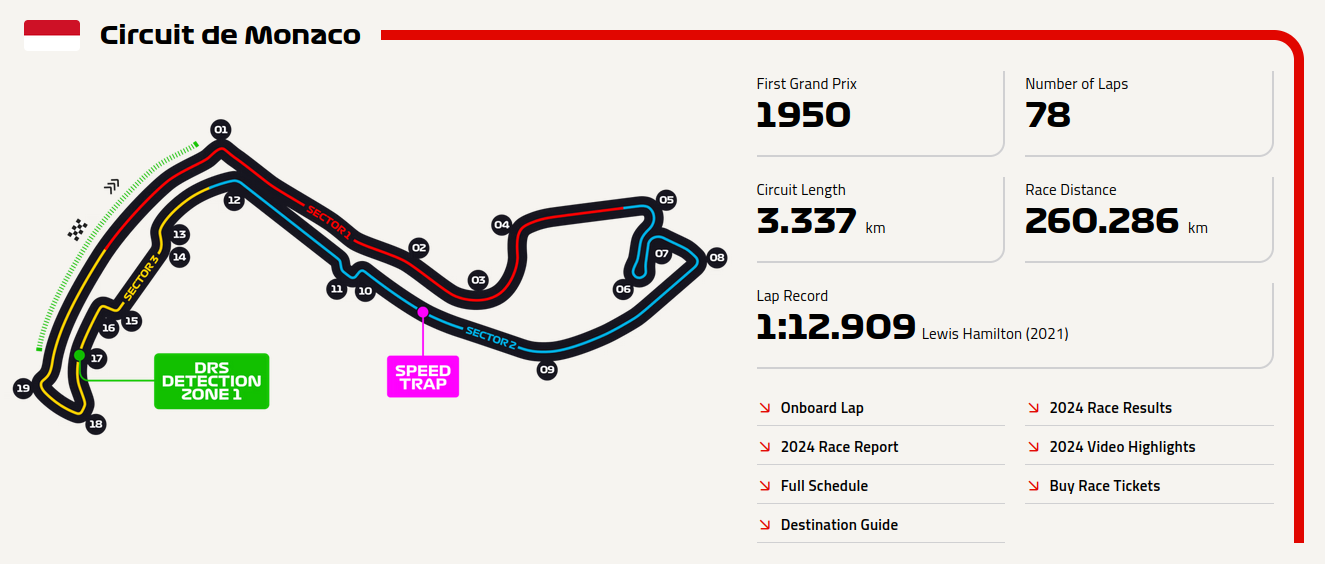 Circuit de Monaco
01
12
SECTOR 1
02
03
04
05
06
07
08
09
10
11
13
14
SECTOR 3
15
16
17
18
19
SECTOR 2
DRS
DETECTION
ZONE 1
SPEED
TRAP
First Grand Prix
1950
Number of Laps
78
Circuit Length
3.337 km
Race Distance
260.286 km
Lap Record
1:12.909 Lewis Hamilton (2021)
Onboard Lap
2024 Race Results
2024 Race Report
2024 Video Highlights
Full Schedule
Buy Race Tickets
Destination Guide